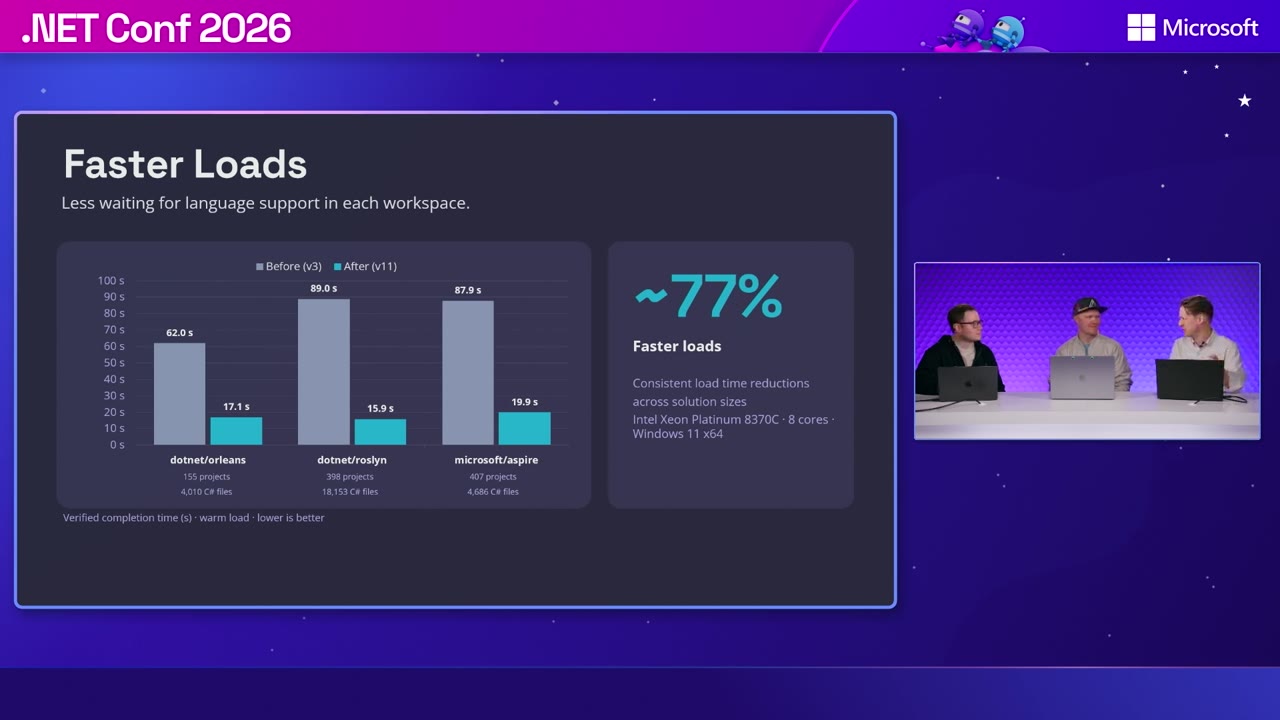 .NET Conf 2026
Microsoft
Faster Loads
Less waiting for language support in each workspace.
Before (v3) After (v11)
100 s
90 s
80 s
70 s
60 s
50 s
40 s
30 s
20 s
10 s
0 s
62.0 s
17.1 s
89.0 s
15.9 s
87.9 s
19.9 s
dotnet/orleans
155 projects
4,010 C# files
dotnet/roslyn
398 projects
18,153 C# files
microsoft/aspire
407 projects
4,686 C# files
Verified completion time (s) · warm load · lower is better
~77%
Faster loads
Consistent load time reductions
across solution sizes
Intel Xeon Platinum 8370C · 8 cores ·
Windows 11 x64